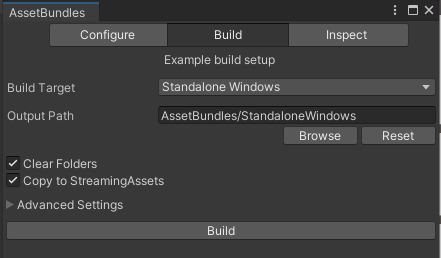 AssetBundles
Configure Build Inspect
Example build setup
Build Target Standalone Windows
Output Path AssetBundles/StandaloneWindows
Browse Reset
Clear Folders
Copy to StreamingAssets
Advanced Settings
Build